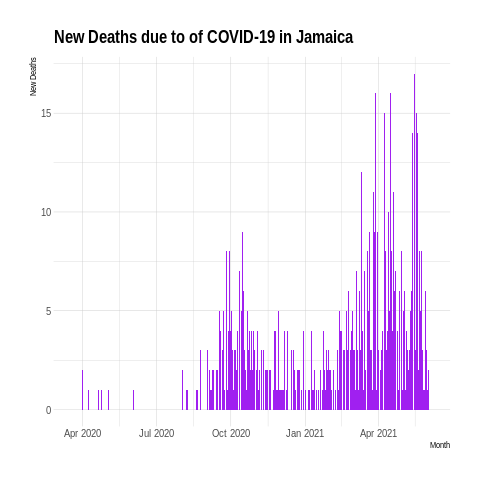 New Deaths due to of COVID-19 in Jamaica
New Deaths
15
10
5
0
Apr 2020 Jul 2020 Oct 2020 Jan 2021 Apr 2021
Month